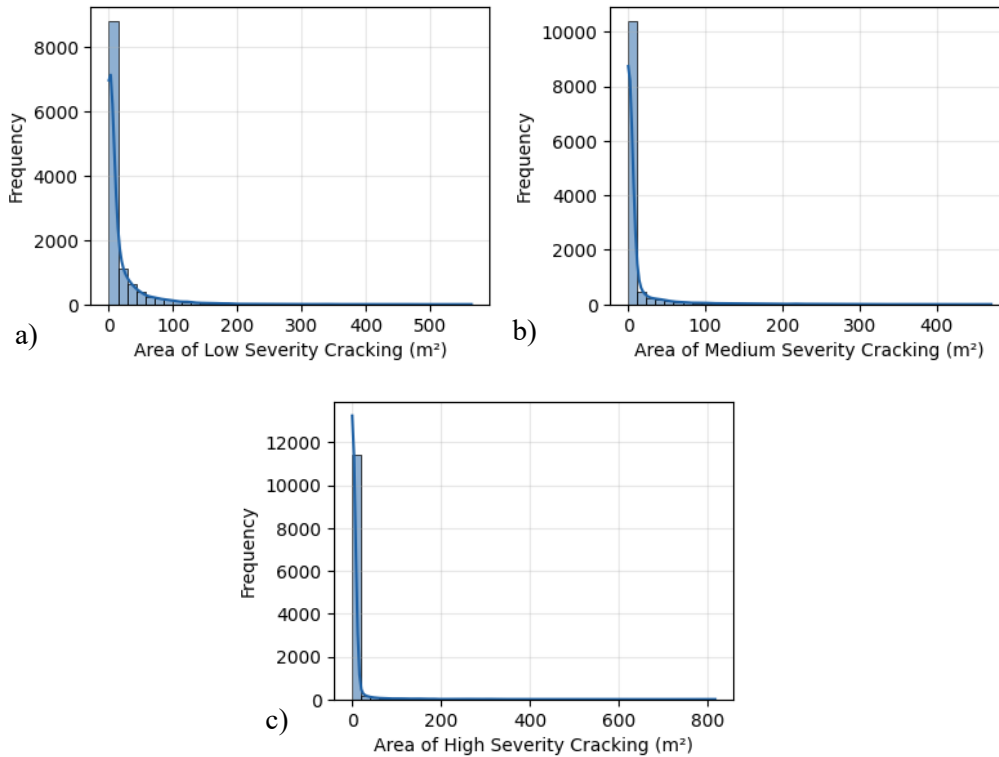 8000
6000
4000
2000
0
Frequency
0 100 200 300 400 500
Area of Low Severity Cracking (m²)
a)
10000
8000
6000
4000
2000
0
Frequency
0 100 200 300 400
Area of Medium Severity Cracking (m²)
b)
12000
10000
8000
6000
4000
2000
0
Frequency
0 200 400 600 800
Area of High Severity Cracking (m²)
c)